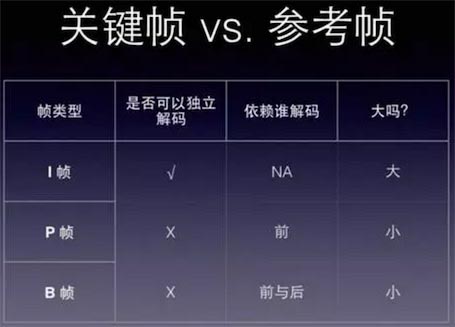 关键帧 vs. 参考帧
帧类型 是否可以独立解码 依赖谁解码 大吗?
I 帧 √ NA 大
P 帧 X 前 小
B 帧 X 前与后 小